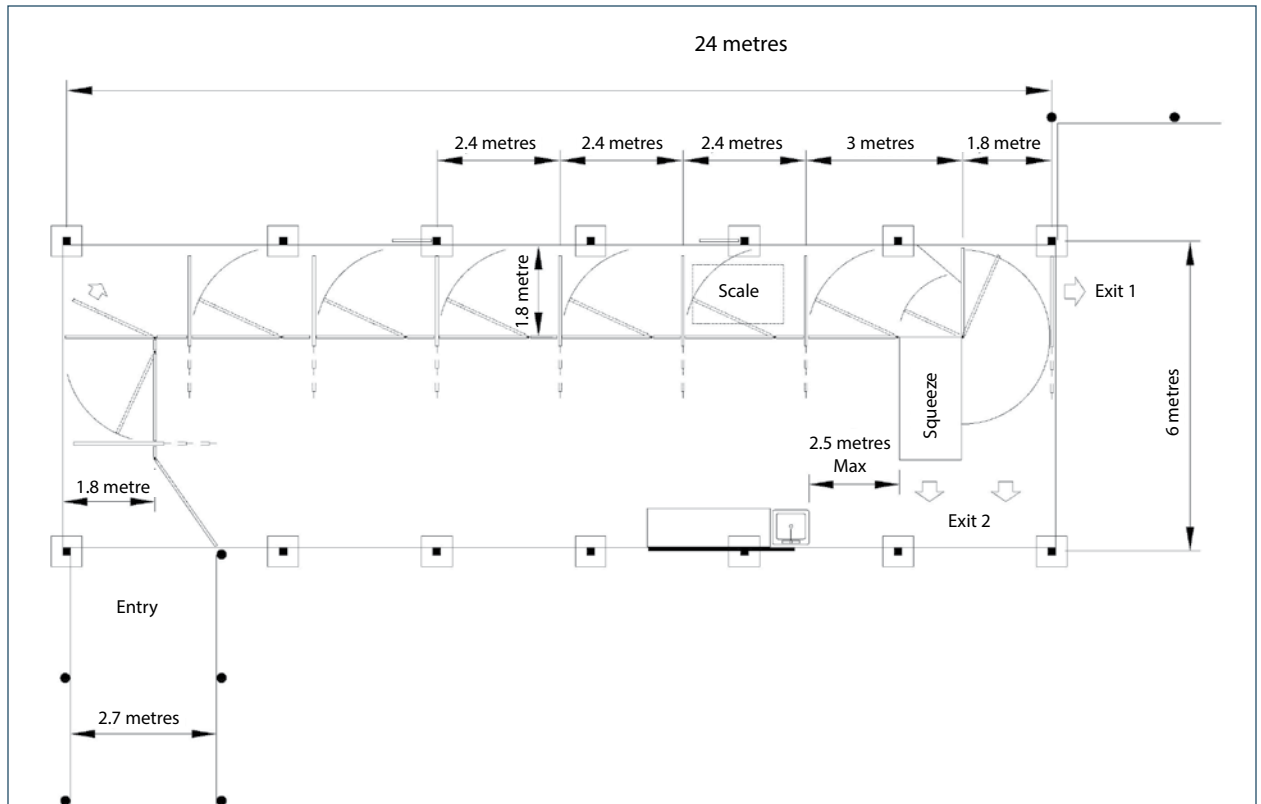 24 metres
2.4 metres
2.4 metres
2.4 metres
3 metres
1.8 metre
1.8 metre
Scale
Exit 1
Squeeze
6 metres
2.5 metres
Max
1.8 metre
Exit 2
Entry
2.7 metres